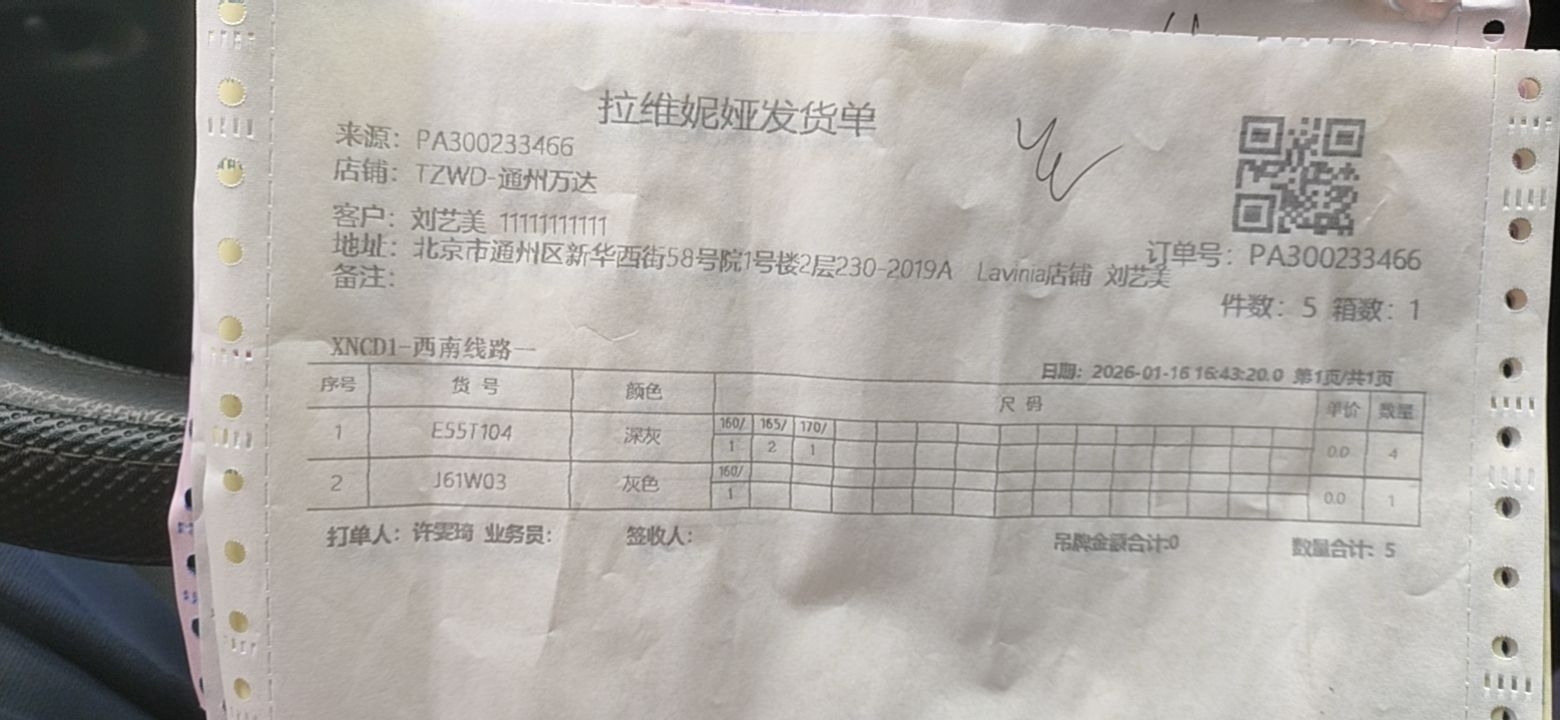 拉维妮娅发货单
来源：PA300233466
店铺：TZWD-通州万达
客户：刘艺美 11111111111
地址：北京市通州区新华西街58号院1号楼2层230-2019A Lavinia店铺 刘艺美
订单号：PA300233466
备注：
件数：5 箱数：1
XNCD1-西南线路一
日期：2026-01-16 16:43:20.0 第1页/共1页
序号 货号 颜色 尺码 单价 数量
160/ 165/ 170/
1 E55T104 深灰 1 2 1 0.0 4
160/
2 J61W03 灰色 1 0.0 1
打单人：许雯琦 业务员： 签收人： 吊牌金额合计:0 数量合计：5